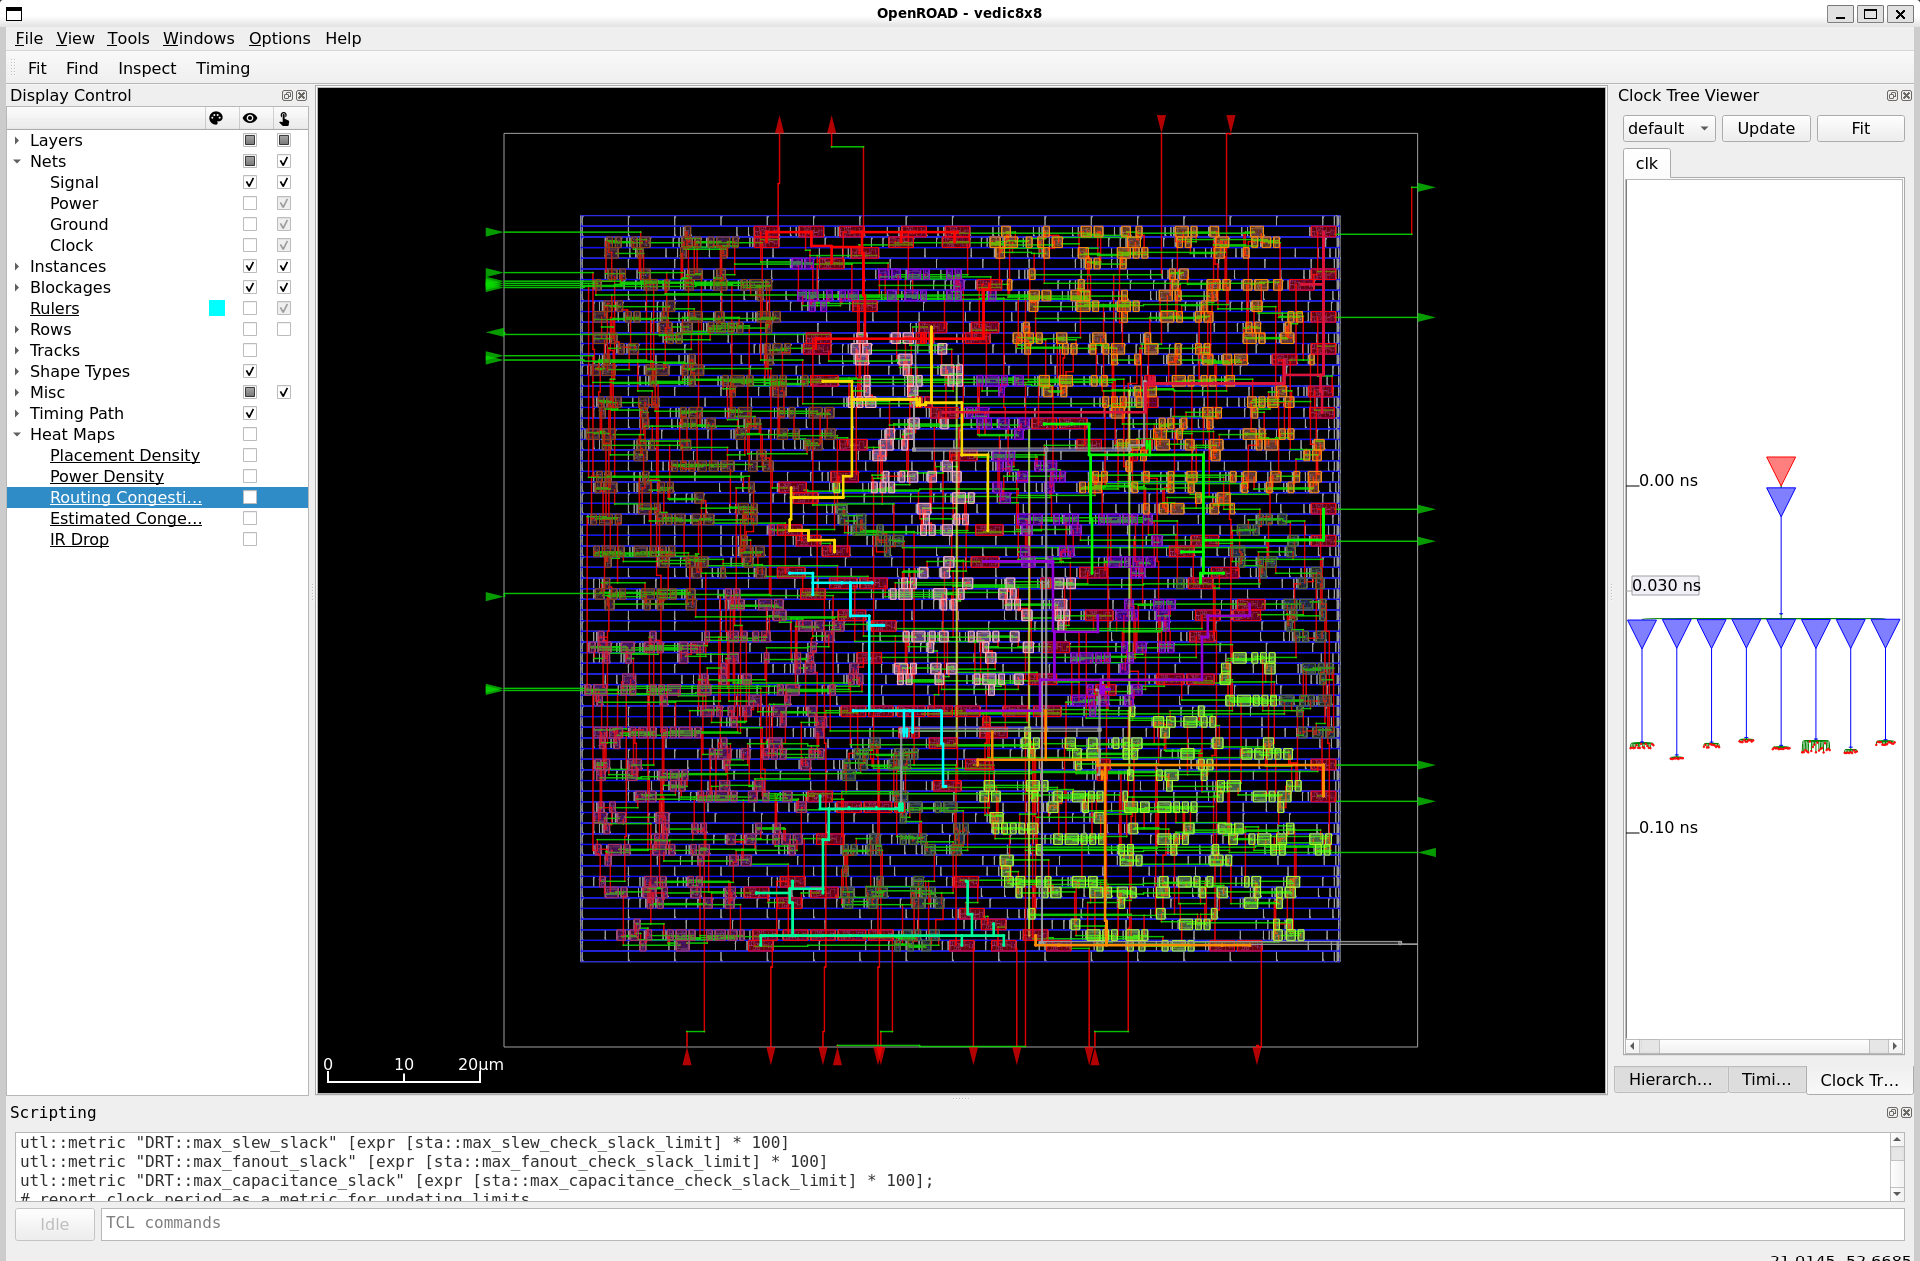 OpenROAD - vedic8x8
File View Tools Windows Options Help
Fit Find Inspect Timing
Display Control
Layers
Nets
Signal
Power
Ground
Clock
Instances
Blockages
Rulers
Rows
Tracks
Shape Types
Misc
Timing Path
Heat Maps
Placement Density
Power Density
Routing Congesti...
Estimated Conge...
IR Drop
0 10 20μm
Clock Tree Viewer
default Update Fit
clk
0.00 ns
0.030 ns
0.10 ns
Hierarch... Timi... Clock Tr...
Scripting
utl::metric "DRT::max_slew_slack" [expr [sta::max_slew_check_slack_limit] * 100]
utl::metric "DRT::max_fanout_slack" [expr [sta::max_fanout_check_slack_limit] * 100]
utl::metric "DRT::max_capacitance_slack" [expr [sta::max_capacitance_check_slack_limit] * 100];
# report clock period as a metric for updating limits
Idle TCL commands